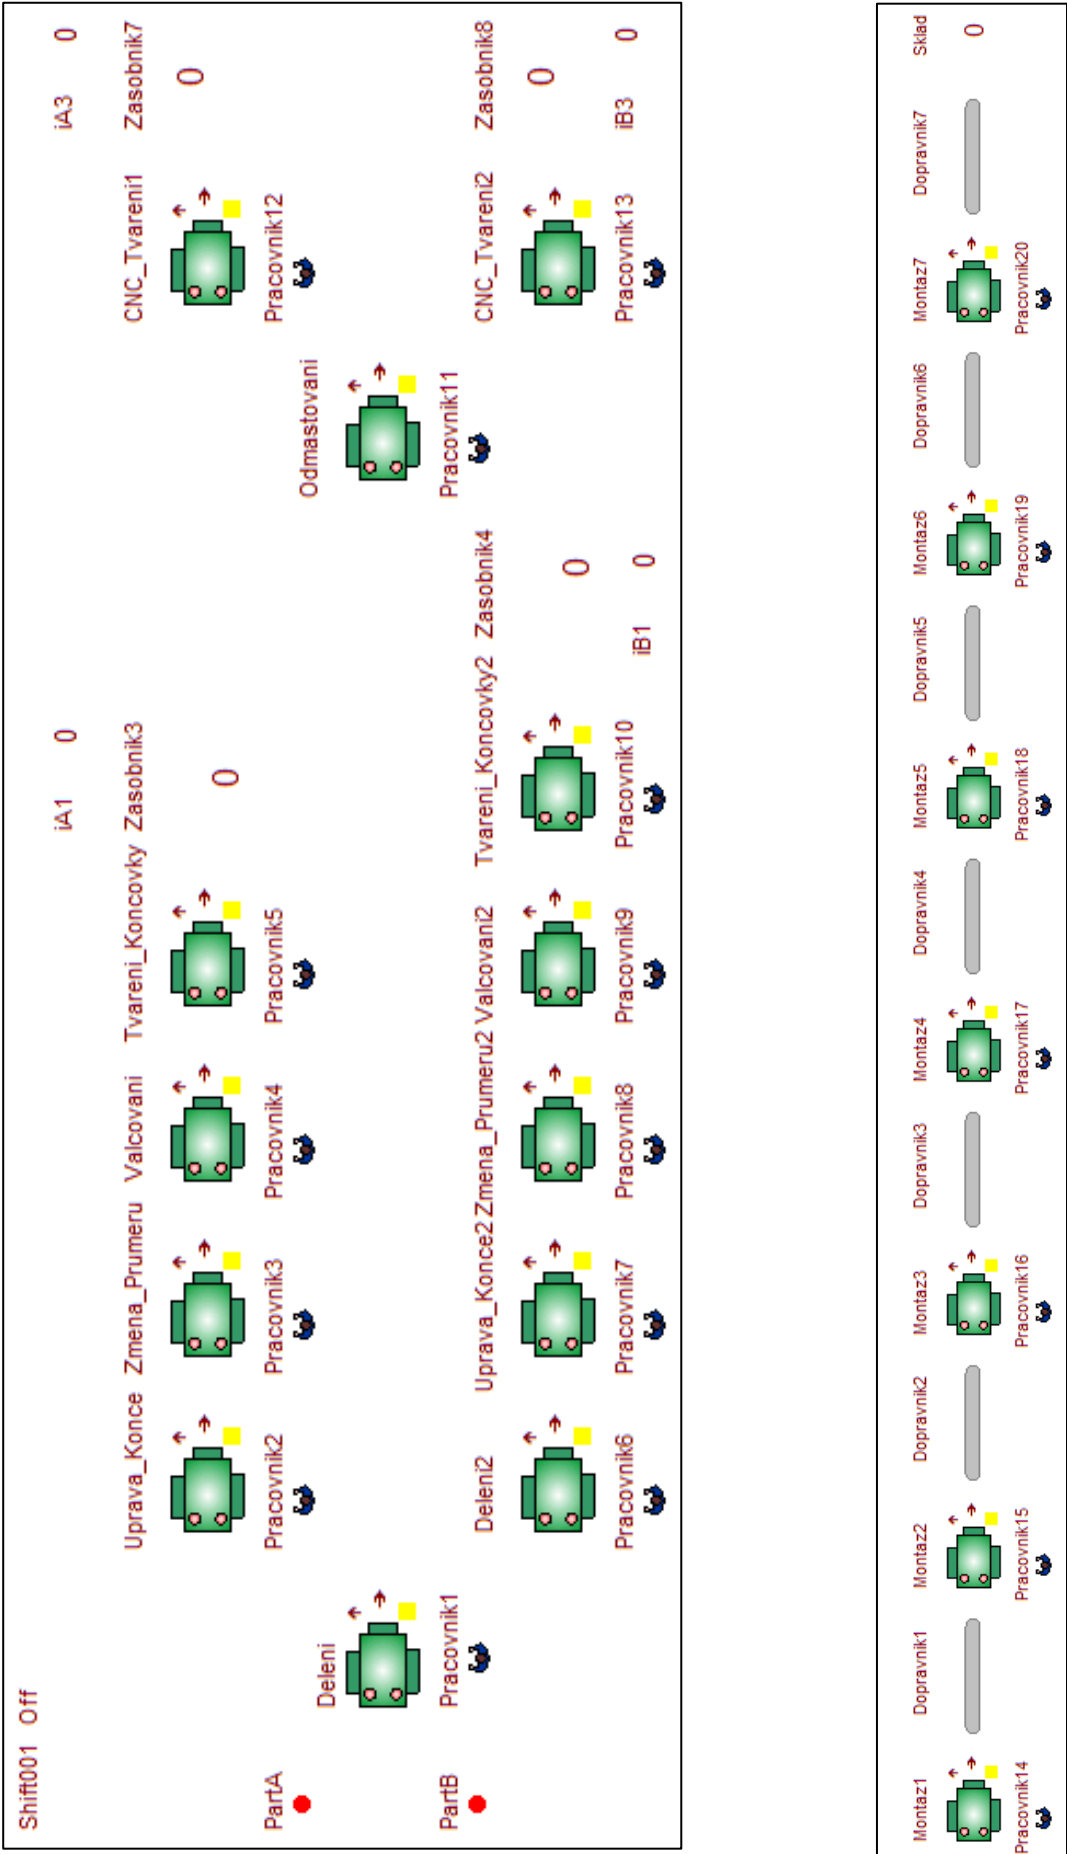 Shift001 Off
iA1 0
iA3 0
Uprava_Konce Zmena_Prumeru Valcovani Tvareni_Koncovky Zasobnik3 CNC_Tvareni1 Zasobnik7
0 0
PartA Pracovnik2 Pracovnik3 Pracovnik4 Pracovnik5 Pracovnik12
Deleni Odmastovani
PartB Pracovnik1 Pracovnik11
Deleni2 Uprava_Konce2 Zmena_Prumeru2 Valcovani2 Tvareni_Koncovky2 Zasobnik4 CNC_Tvareni2 Zasobnik8
0 0
Pracovnik6 Pracovnik7 Pracovnik8 Pracovnik9 Pracovnik10 iB1 0 Pracovnik13 iB3 0
Montaz1 Dopravnik1 Montaz2 Dopravnik2 Montaz3 Dopravnik3 Montaz4 Dopravnik4 Montaz5 Dopravnik5 Montaz6 Dopravnik6 Montaz7 Dopravnik7 Sklad
0
Pracovnik14 Pracovnik15 Pracovnik16 Pracovnik17 Pracovnik18 Pracovnik19 Pracovnik20